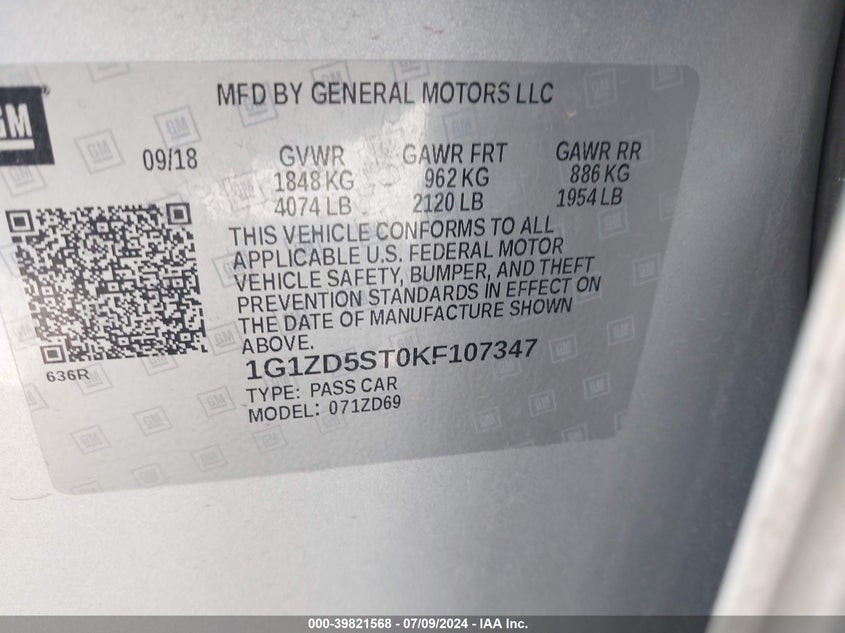 GM
MFD BY GENERAL MOTORS LLC
09/18 GVWR GAWR FRT GAWR RR
1848 KG 962 KG 886 KG
4074 LB 2120 LB 1954 LB
THIS VEHICLE CONFORMS TO ALL
APPLICABLE U.S. FEDERAL MOTOR
VEHICLE SAFETY, BUMPER, AND THEFT
PREVENTION STANDARDS IN EFFECT ON
THE DATE OF MANUFACTURE SHOWN
ABOVE.
636R
1G1ZD5ST0KF107347
TYPE: PASS CAR
MODEL: 071ZD69
000-39821568 - 07/09/2024 - IAA Inc.